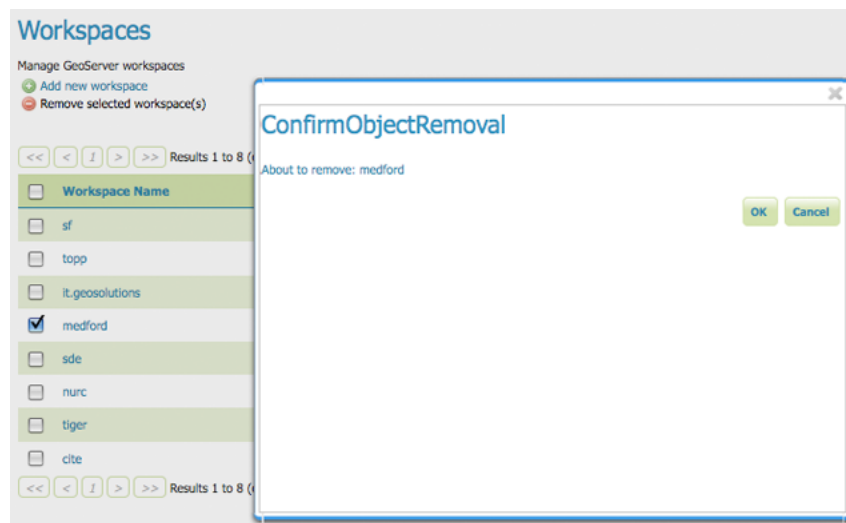 Workspaces
Manage GeoServer workspaces
Add new workspace
Remove selected workspace(s)
<< < 1 > >> Results 1 to 8 (
Workspace Name
sf
topp
it.geosolutions
medford
sde
nurc
tiger
cite
<< < 1 > >> Results 1 to 8 (
ConfirmObjectRemoval
About to remove: medford
OK Cancel